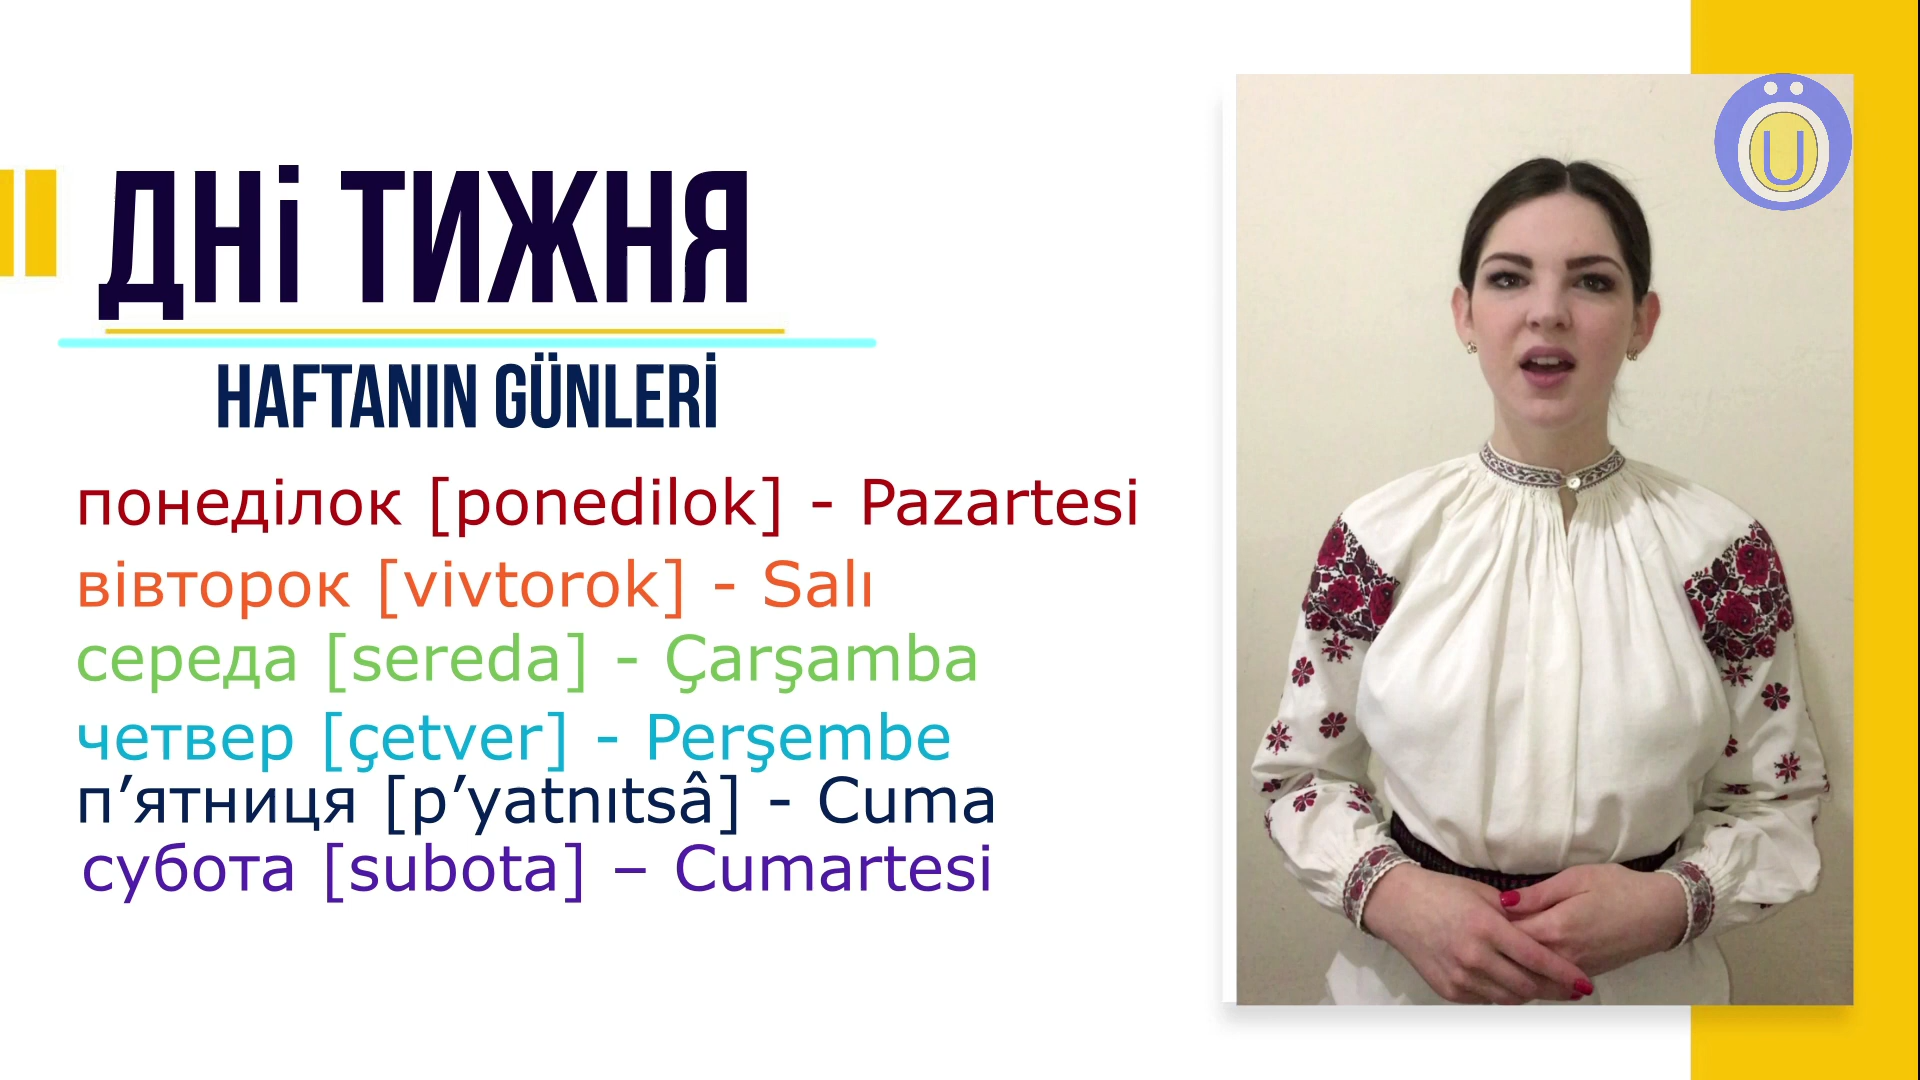 ДНі ТИЖНЯ
HAFTANIN GÜNLERİ
понеділок [ponedilok] - Pazartesi
вівторок [vivtorok] - Salı
середа [sereda] - Çarşamba
четвер [çetver] - Perşembe
п’ятниця [p’yatnıtsâ] - Cuma
субота [subota] – Cumartesi
Ö
U